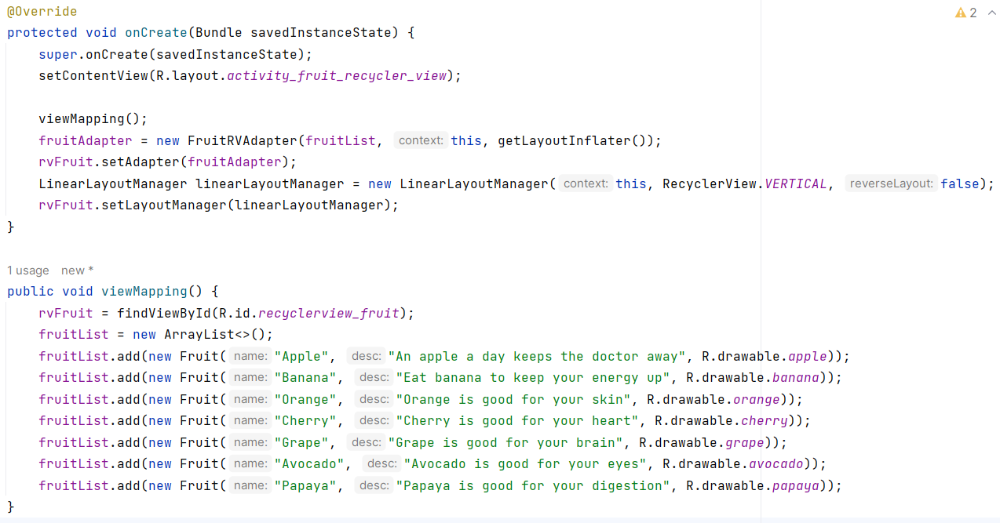 @Override
⚠ 2 ^
protected void onCreate(Bundle savedInstanceState) {
    super.onCreate(savedInstanceState);
    setContentView(R.layout.activity_fruit_recycler_view);

    viewMapping();
    fruitAdapter = new FruitRVAdapter(fruitList, context: this, getLayoutInflater());
    rvFruit.setAdapter(fruitAdapter);
    LinearLayoutManager linearLayoutManager = new LinearLayoutManager( context: this, RecyclerView.VERTICAL, reverseLayout: false);
    rvFruit.setLayoutManager(linearLayoutManager);
}

1 usage new *
public void viewMapping() {
    rvFruit = findViewById(R.id.recyclerview_fruit);
    fruitList = new ArrayList<>();
    fruitList.add(new Fruit( name: "Apple", desc: "An apple a day keeps the doctor away", R.drawable.apple));
    fruitList.add(new Fruit( name: "Banana", desc: "Eat banana to keep your energy up", R.drawable.banana));
    fruitList.add(new Fruit( name: "Orange", desc: "Orange is good for your skin", R.drawable.orange));
    fruitList.add(new Fruit( name: "Cherry", desc: "Cherry is good for your heart", R.drawable.cherry));
    fruitList.add(new Fruit( name: "Grape", desc: "Grape is good for your brain", R.drawable.grape));
    fruitList.add(new Fruit( name: "Avocado", desc: "Avocado is good for your eyes", R.drawable.avocado));
    fruitList.add(new Fruit( name: "Papaya", desc: "Papaya is good for your digestion", R.drawable.papaya));
}